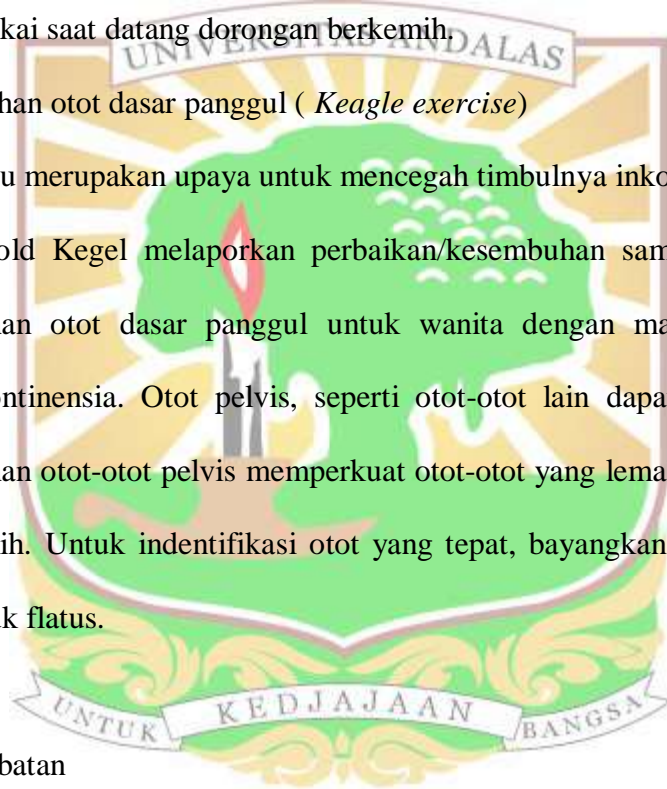 kai saat datang dorongan berkemih.
UNIVERSITAS ANDALAS
han otot dasar panggul ( Keagle exercise)
u merupakan upaya untuk mencegah timbulnya inko
old Kegel melaporkan perbaikan/kesembuhan sam
an otot dasar panggul untuk wanita dengan ma
ontinensia. Otot pelvis, seperti otot-otot lain dapa
an otot-otot pelvis memperkuat otot-otot yang lema
ih. Untuk indentifikasi otot yang tepat, bayangkan
uk flatus.
UNTUK KEDJAJAAN BANGSA
batan